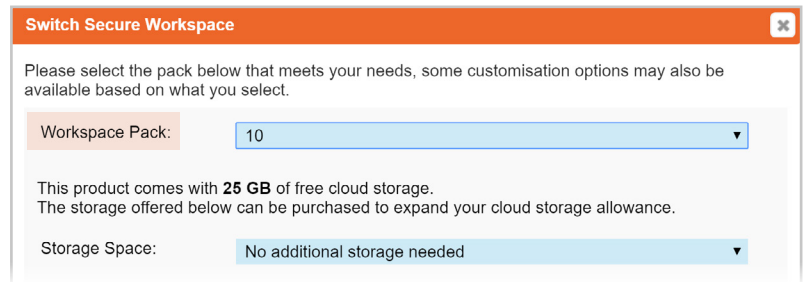 Switch Secure Workspace
Please select the pack below that meets your needs, some customisation options may also be
available based on what you select.
Workspace Pack: 10
This product comes with 25 GB of free cloud storage.
The storage offered below can be purchased to expand your cloud storage allowance.
Storage Space: No additional storage needed